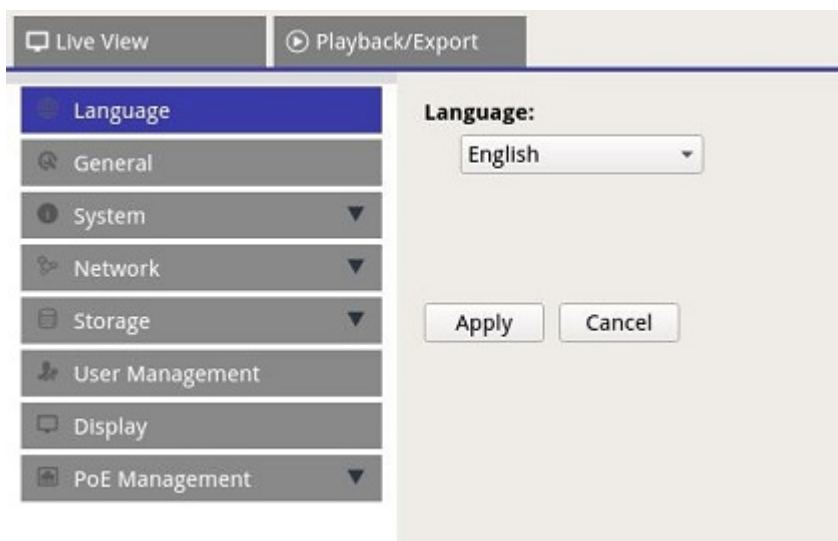 Live View
Playback/Export
Language
General
System
Network
Storage
User Management
Display
PoE Management
Language:
English
Apply
Cancel